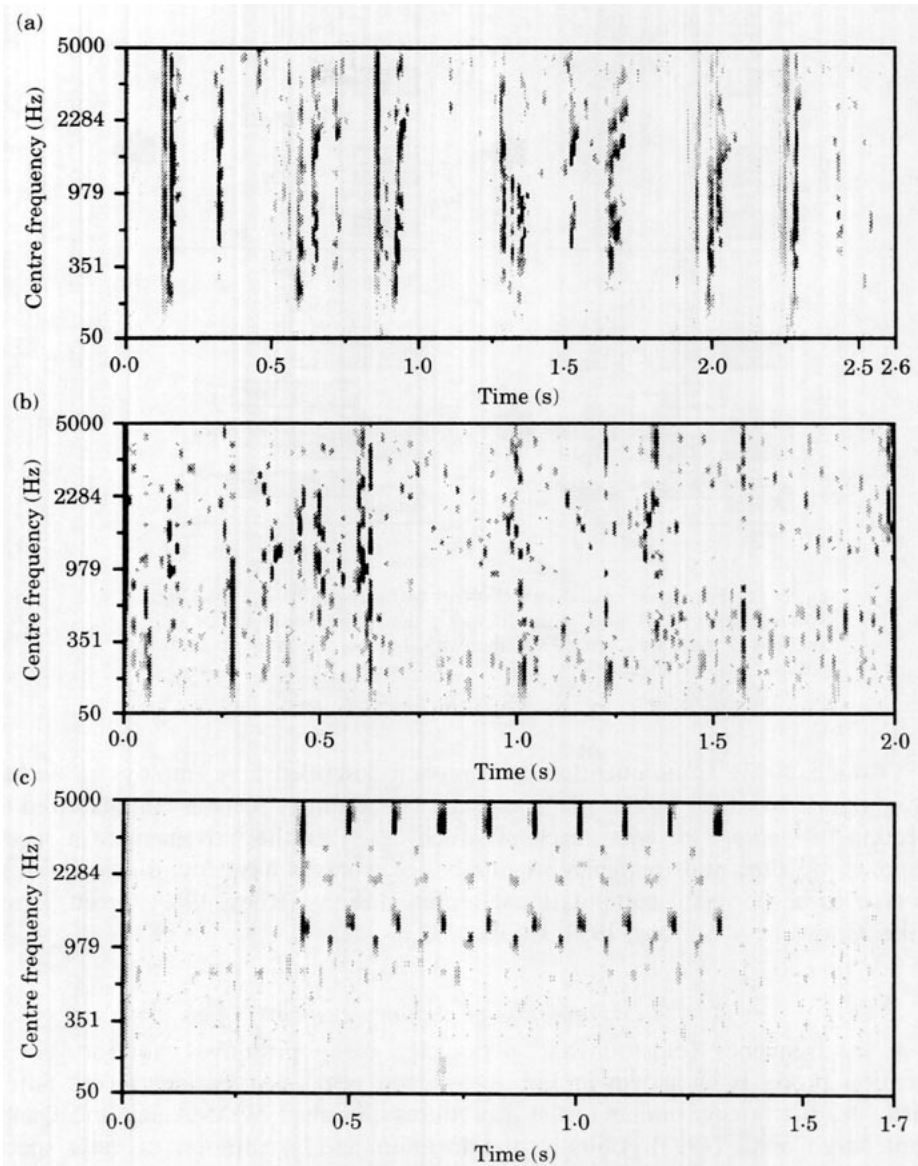 (a)
5000
2284
979
351
50
Centre frequency (Hz)
0·0 0·5 1·0 1·5 2·0 2·5 2·6
Time (s)
(b)
5000
2284
979
351
50
Centre frequency (Hz)
0·0 0·5 1·0 1·5 2·0
Time (s)
(c)
5000
2284
979
351
50
Centre frequency (Hz)
0·0 0·5 1·0 1·5 1·7
Time (s)